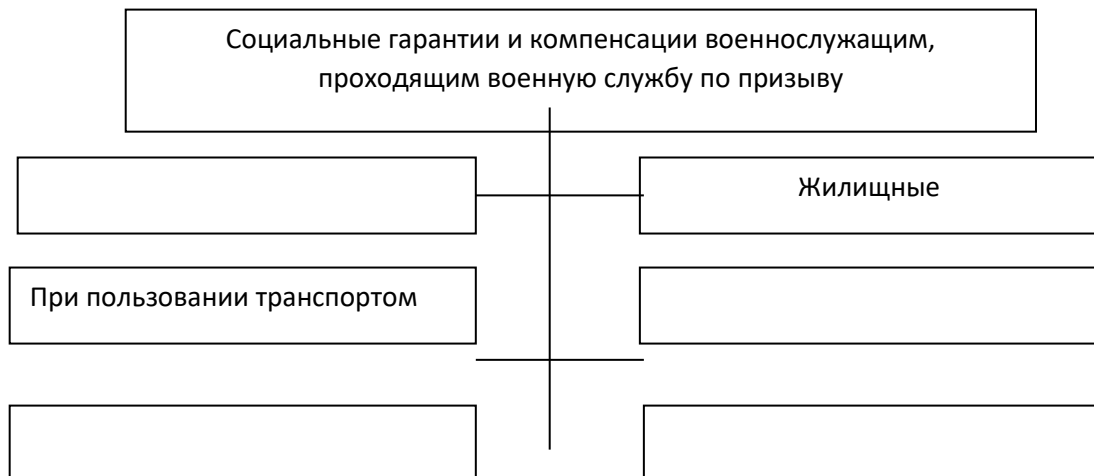 Социальные гарантии и компенсации военнослужащим,
проходящим военную службу по призыву
Жилищные
При пользовании транспортом